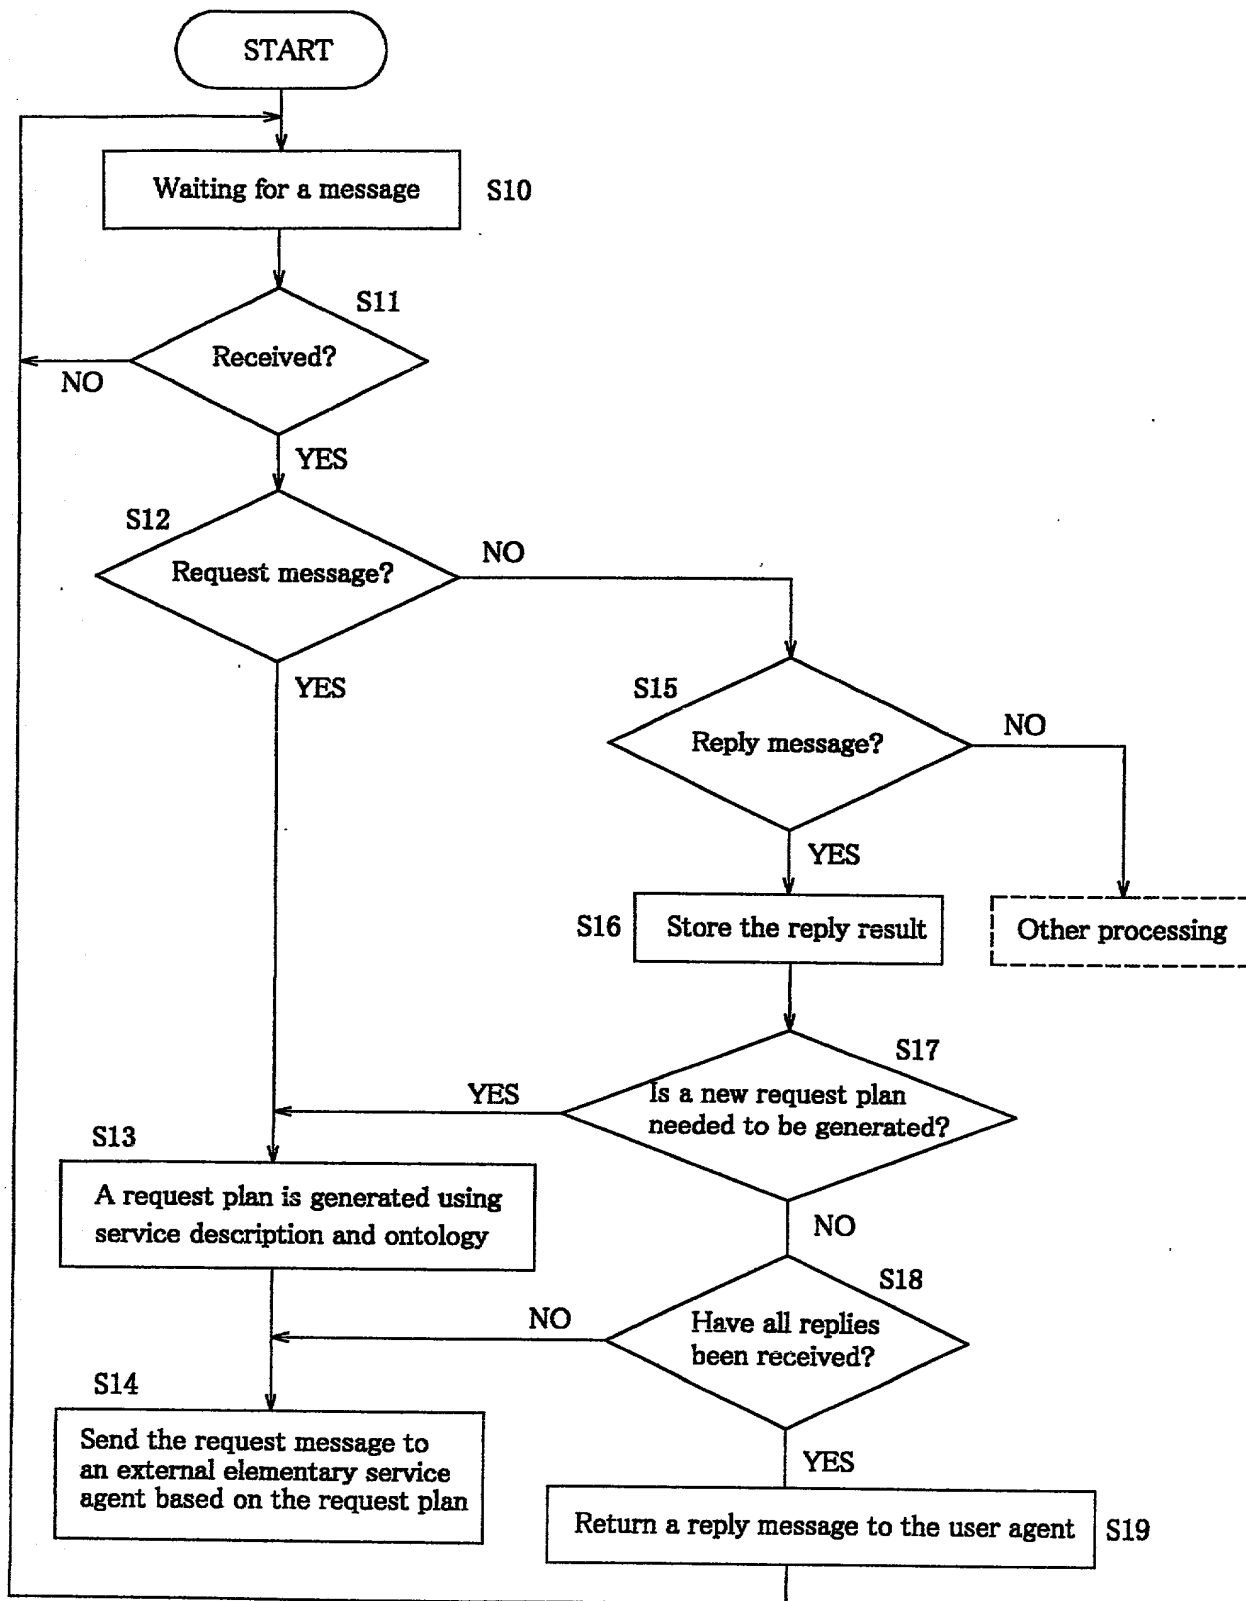 START
Waiting for a message
S10
S11
Received?
NO
YES
S12
Request message?
NO
YES
S15
Reply message?
NO
YES
S16
Store the reply result
Other processing
S17
Is a new request plan
needed to be generated?
YES
NO
S13
A request plan is generated using
service description and ontology
S18
Have all replies
been received?
NO
YES
S14
Send the request message to
an external elementary service
agent based on the request plan
Return a reply message to the user agent
S19